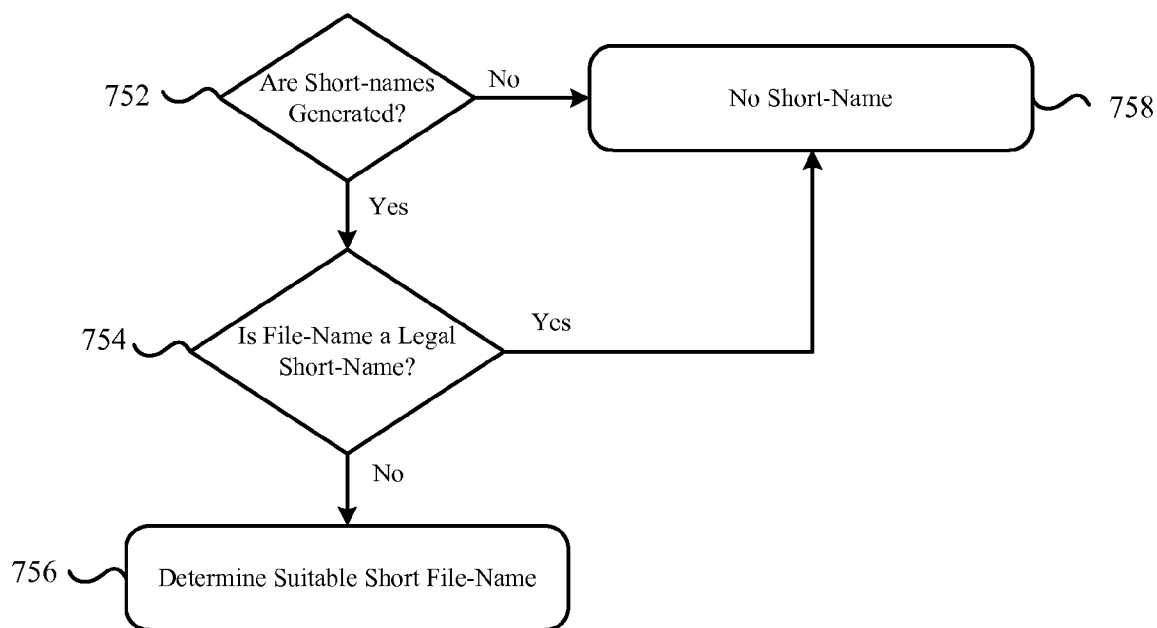 752
Are Short-names
Generated?
No
No Short-Name
758
Yes
754
Is File-Name a Legal
Short-Name?
Yes
No
756
Determine Suitable Short File-Name